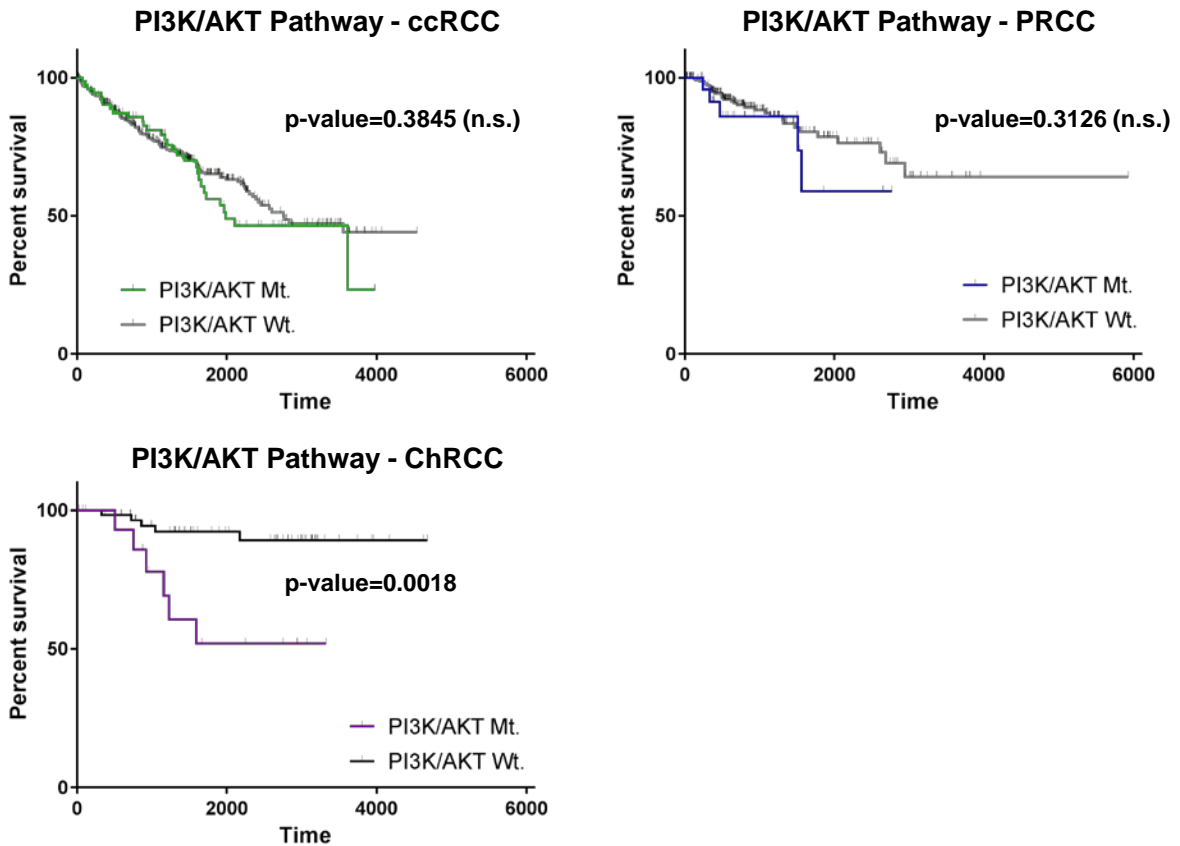 PI3K/AKT Pathway - ccRCC
100
50
0
Percent survival
p-value=0.3845 (n.s.)
PI3K/AKT Mt.
PI3K/AKT Wt.
0 2000 4000 6000
Time
PI3K/AKT Pathway - PRCC
100
50
0
Percent survival
p-value=0.3126 (n.s.)
PI3K/AKT Mt.
PI3K/AKT Wt.
0 2000 4000 6000
Time
PI3K/AKT Pathway - ChRCC
100
50
0
Percent survival
p-value=0.0018
PI3K/AKT Mt.
PI3K/AKT Wt.
0 2000 4000 6000
Time